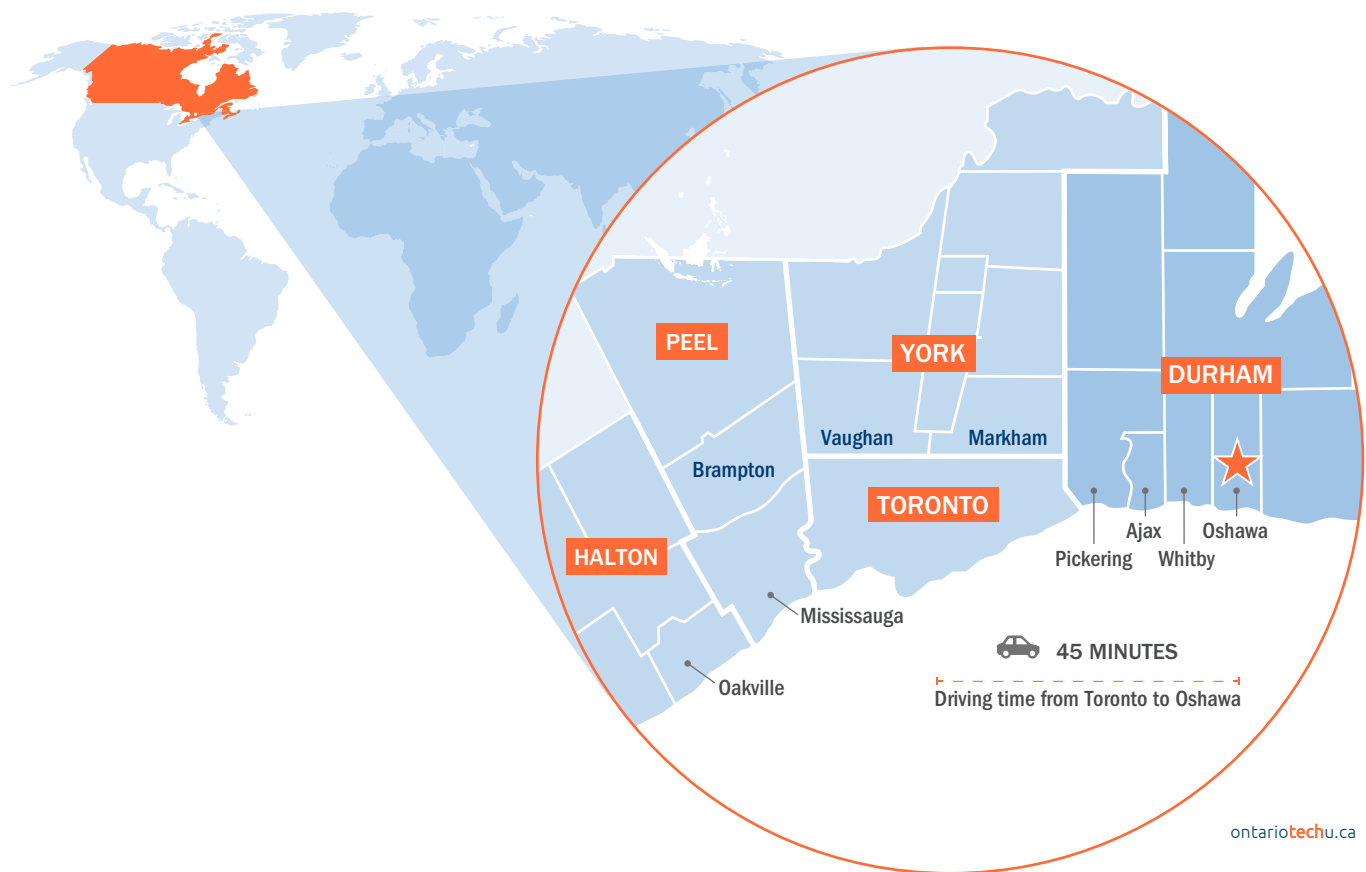 PEEL
YORK
DURHAM
Vaughan
Markham
Brampton
TORONTO
HALTON
Ajax
Oshawa
Pickering
Whitby
Mississauga
45 MINUTES
Oakville
Driving time from Toronto to Oshawa
ontariotechu.ca